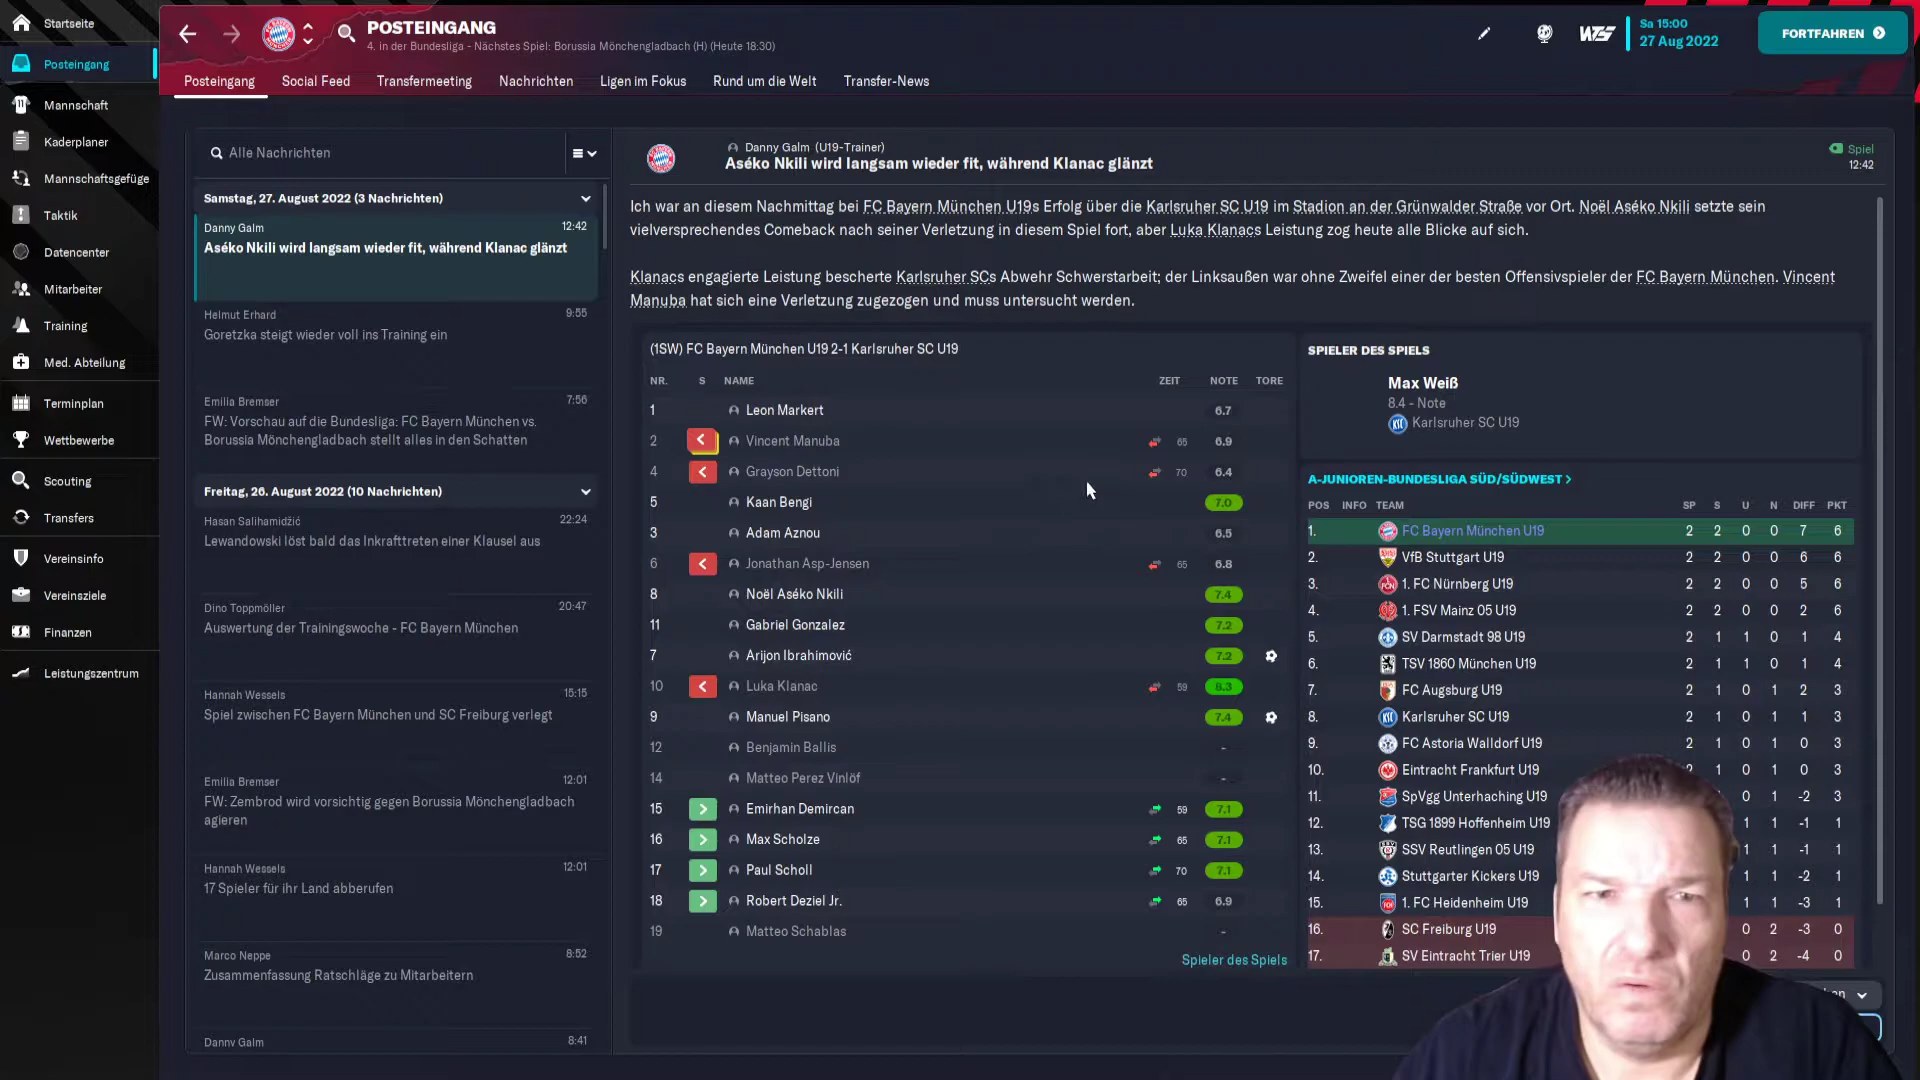 Startseite
Posteingang
Mannschaft
Kaderplaner
Mannschaftsgefüge
Taktik
Datencenter
Mitarbeiter
Training
Med. Abteilung
Terminplan
Wettbewerbe
Scouting
Transfers
Vereinsinfo
Vereinsziele
Finanzen
Leistungszentrum
POSTEINGANG
4. in der Bundesliga - Nächstes Spiel: Borussia Mönchengladbach (H) (Heute 18:30)
Sa 15:00
27 Aug 2022
FORTFAHREN
Posteingang Social Feed Transfermeeting Nachrichten Ligen im Fokus Rund um die Welt Transfer-News
Alle Nachrichten
Samstag, 27. August 2022 (3 Nachrichten)
Danny Galm 12:42
Aséko Nkili wird langsam wieder fit, während Klanac glänzt
Helmut Erhard 9:55
Goretzka steigt wieder voll ins Training ein
Emilia Bremser 7:56
FW: Vorschau auf die Bundesliga: FC Bayern München vs.
Borussia Mönchengladbach stellt alles in den Schatten
Freitag, 26. August 2022 (10 Nachrichten)
Hasan Salihamidžić 22:24
Lewandowski löst bald das Inkrafttreten einer Klausel aus
Dino Toppmöller 20:47
Auswertung der Trainingswoche - FC Bayern München
Hannah Wessels 15:15
Spiel zwischen FC Bayern München und SC Freiburg verlegt
Emilia Bremser 12:01
FW: Zembrod wird vorsichtig gegen Borussia Mönchengladbach
agieren
Hannah Wessels 12:01
17 Spieler für ihr Land abberufen
Marco Neppe 8:52
Zusammenfassung Ratschläge zu Mitarbeitern
Danny Galm 8:41
Danny Galm (U19-Trainer)
Aséko Nkili wird langsam wieder fit, während Klanac glänzt
Spiel
12:42
Ich war an diesem Nachmittag bei FC Bayern München U19s Erfolg über die Karlsruher SC U19 im Stadion an der Grünwalder Straße vor Ort. Noël Aséko Nkili setzte sein
vielversprechendes Comeback nach seiner Verletzung in diesem Spiel fort, aber Luka Klanacs Leistung zog heute alle Blicke auf sich.
Klanacs engagierte Leistung bescherte Karlsruher SCs Abwehr Schwerstarbeit; der Linksaußen war ohne Zweifel einer der besten Offensivspieler der FC Bayern München. Vincent
Manuba hat sich eine Verletzung zugezogen und muss untersucht werden.
(1SW) FC Bayern München U19 2-1 Karlsruher SC U19
NR. S NAME ZEIT NOTE TORE
1 Leon Markert 6.7
2 Vincent Manuba 65 6.9
4 Grayson Dettoni 70 6.4
5 Kaan Bengi 7.0
3 Adam Aznou 6.5
6 Jonathan Asp-Jensen 65 6.8
8 Noël Aséko Nkili 7.4
11 Gabriel Gonzalez 7.2
7 Arijon Ibrahimović 7.2
10 Luka Klanac 59 8.3
9 Manuel Pisano 7.4
12 Benjamin Ballis -
14 Matteo Perez Vinlöf -
15 Emirhan Demircan 59 7.1
16 Max Scholze 65 7.1
17 Paul Scholl 70 7.1
18 Robert Deziel Jr. 65 6.9
19 Matteo Schablas -
Spieler des Spiels
SPIELER DES SPIELS
Max Weiß
8.4 - Note
Karlsruher SC U19
A-JUNIOREN-BUNDESLIGA SÜD/SÜDWEST
POS INFO TEAM SP S U N DIFF PKT
1. FC Bayern München U19 2 2 0 0 7 6
2. VfB Stuttgart U19 2 2 0 0 6 6
3. 1. FC Nürnberg U19 2 2 0 0 5 6
4. 1. FSV Mainz 05 U19 2 2 0 0 2 6
5. SV Darmstadt 98 U19 2 1 1 0 1 4
6. TSV 1860 München U19 2 1 1 0 1 4
7. FC Augsburg U19 2 1 0 1 2 3
8. Karlsruher SC U19 2 1 0 1 1 3
9. FC Astoria Walldorf U19 2 1 0 1 0 3
10. Eintracht Frankfurt U19 2 1 0 1 0 3
11. SpVgg Unterhaching U19 0 1 -2 3
12. TSG 1899 Hoffenheim U19 1 1 -1 1
13. SSV Reutlingen 05 U19 1 1 -1 1
14. Stuttgarter Kickers U19 1 1 -2 1
15. 1. FC Heidenheim U19 1 1 -3 1
16. SC Freiburg U19 0 2 -3 0
17. SV Eintracht Trier U19 0 2 -4 0